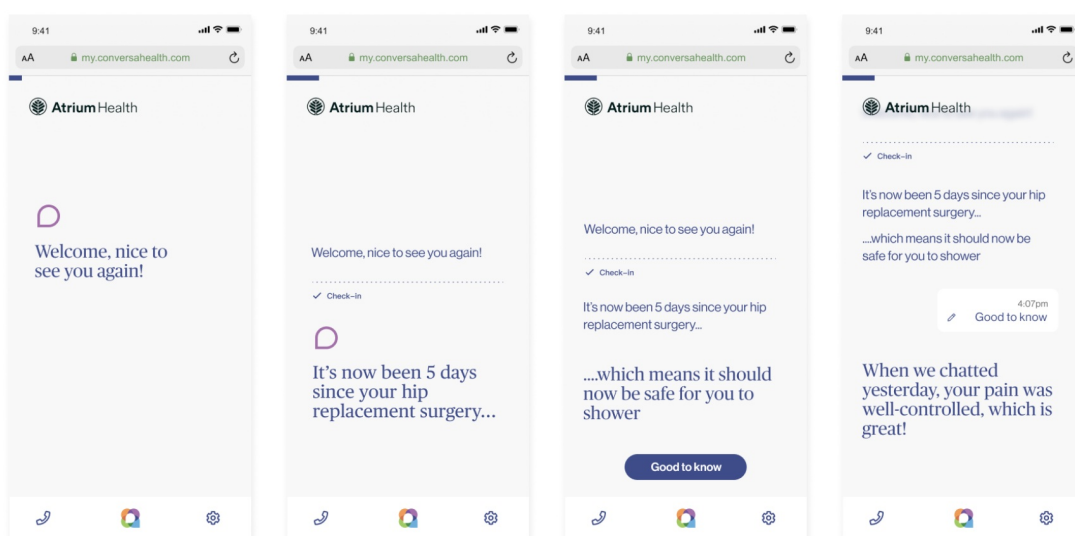 9:41
AA my.conversahealth.com
Atrium Health
Welcome, nice to
see you again!
9:41
AA my.conversahealth.com
Atrium Health
Welcome, nice to see you again!
Check-in
It's now been 5 days
since your hip
replacement surgery...
9:41
AA my.conversahealth.com
Atrium Health
Welcome, nice to see you again!
Check-in
It's now been 5 days since your hip
replacement surgery...
....which means it should
now be safe for you to
shower
Good to know
9:41
AA my.conversahealth.com
Atrium Health
Check-in
It's now been 5 days since your hip
replacement surgery...
....which means it should now be
safe for you to shower
4:07pm
Good to know
When we chatted
yesterday, your pain was
well-controlled, which is
great!